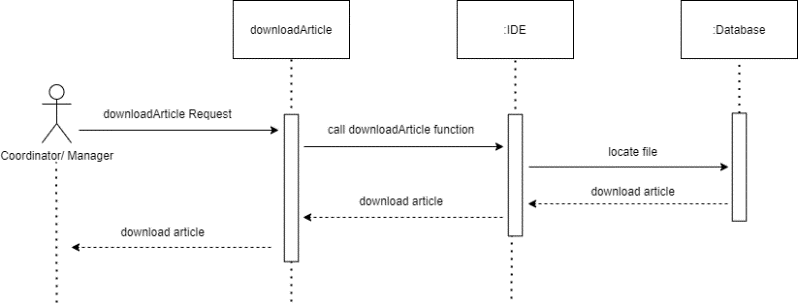 downloadArticle
:IDE
:Database
downloadArticle Request
call downloadArticle function
Coordinator/ Manager
locate file
download article
download article
download article